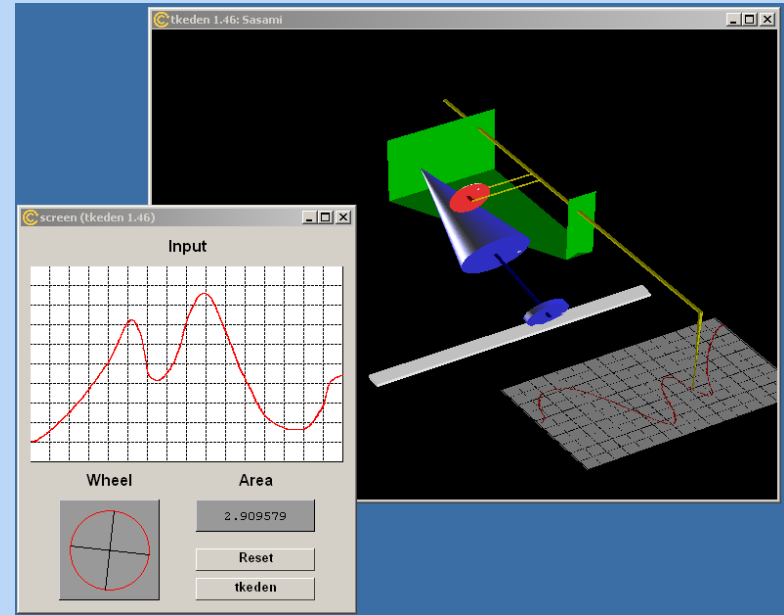 tkeden 1.46: Sasami
screen (tkeden 1.46)
Input
Wheel
Area
2.909579
Reset
tkeden